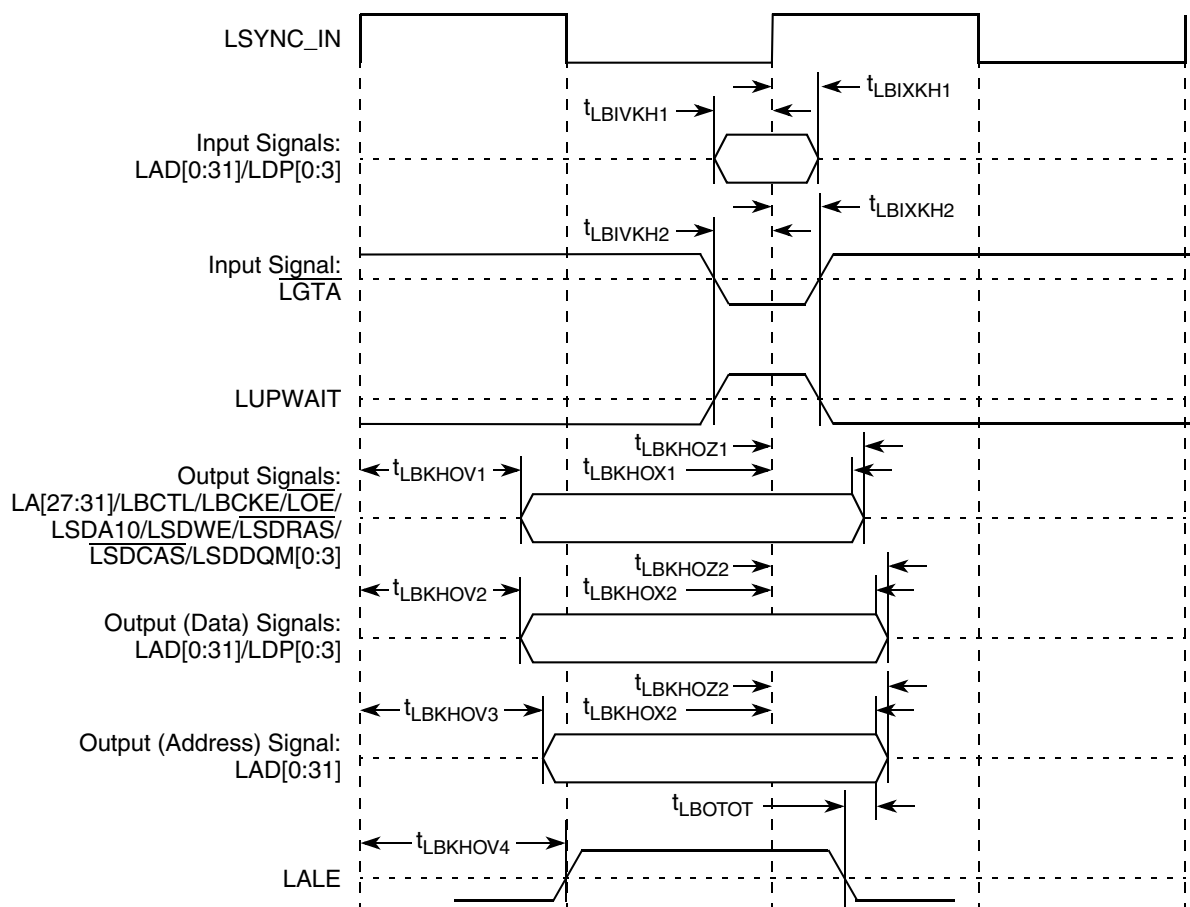 LSYNC_IN
tLBIXKH1
tLBIVKH1
Input Signals:
LAD[0:31]/LDP[0:3]
tLBIXKH2
tLBIVKH2
Input Signal:
LGTA
LUPWAIT
tLBKHOZ1
tLBKHOV1
tLBKHOX1
Output Signals:
LA[27:31]/LBCTL/LBCKE/LOE/
LSDA10/LSDWE/LSDRAS/
LSDCAS/LSDDQM[0:3]
tLBKHOZ2
tLBKHOV2
tLBKHOX2
Output (Data) Signals:
LAD[0:31]/LDP[0:3]
tLBKHOZ2
tLBKHOV3
tLBKHOX2
Output (Address) Signal:
LAD[0:31]
tLBOTOT
tLBKHOV4
LALE